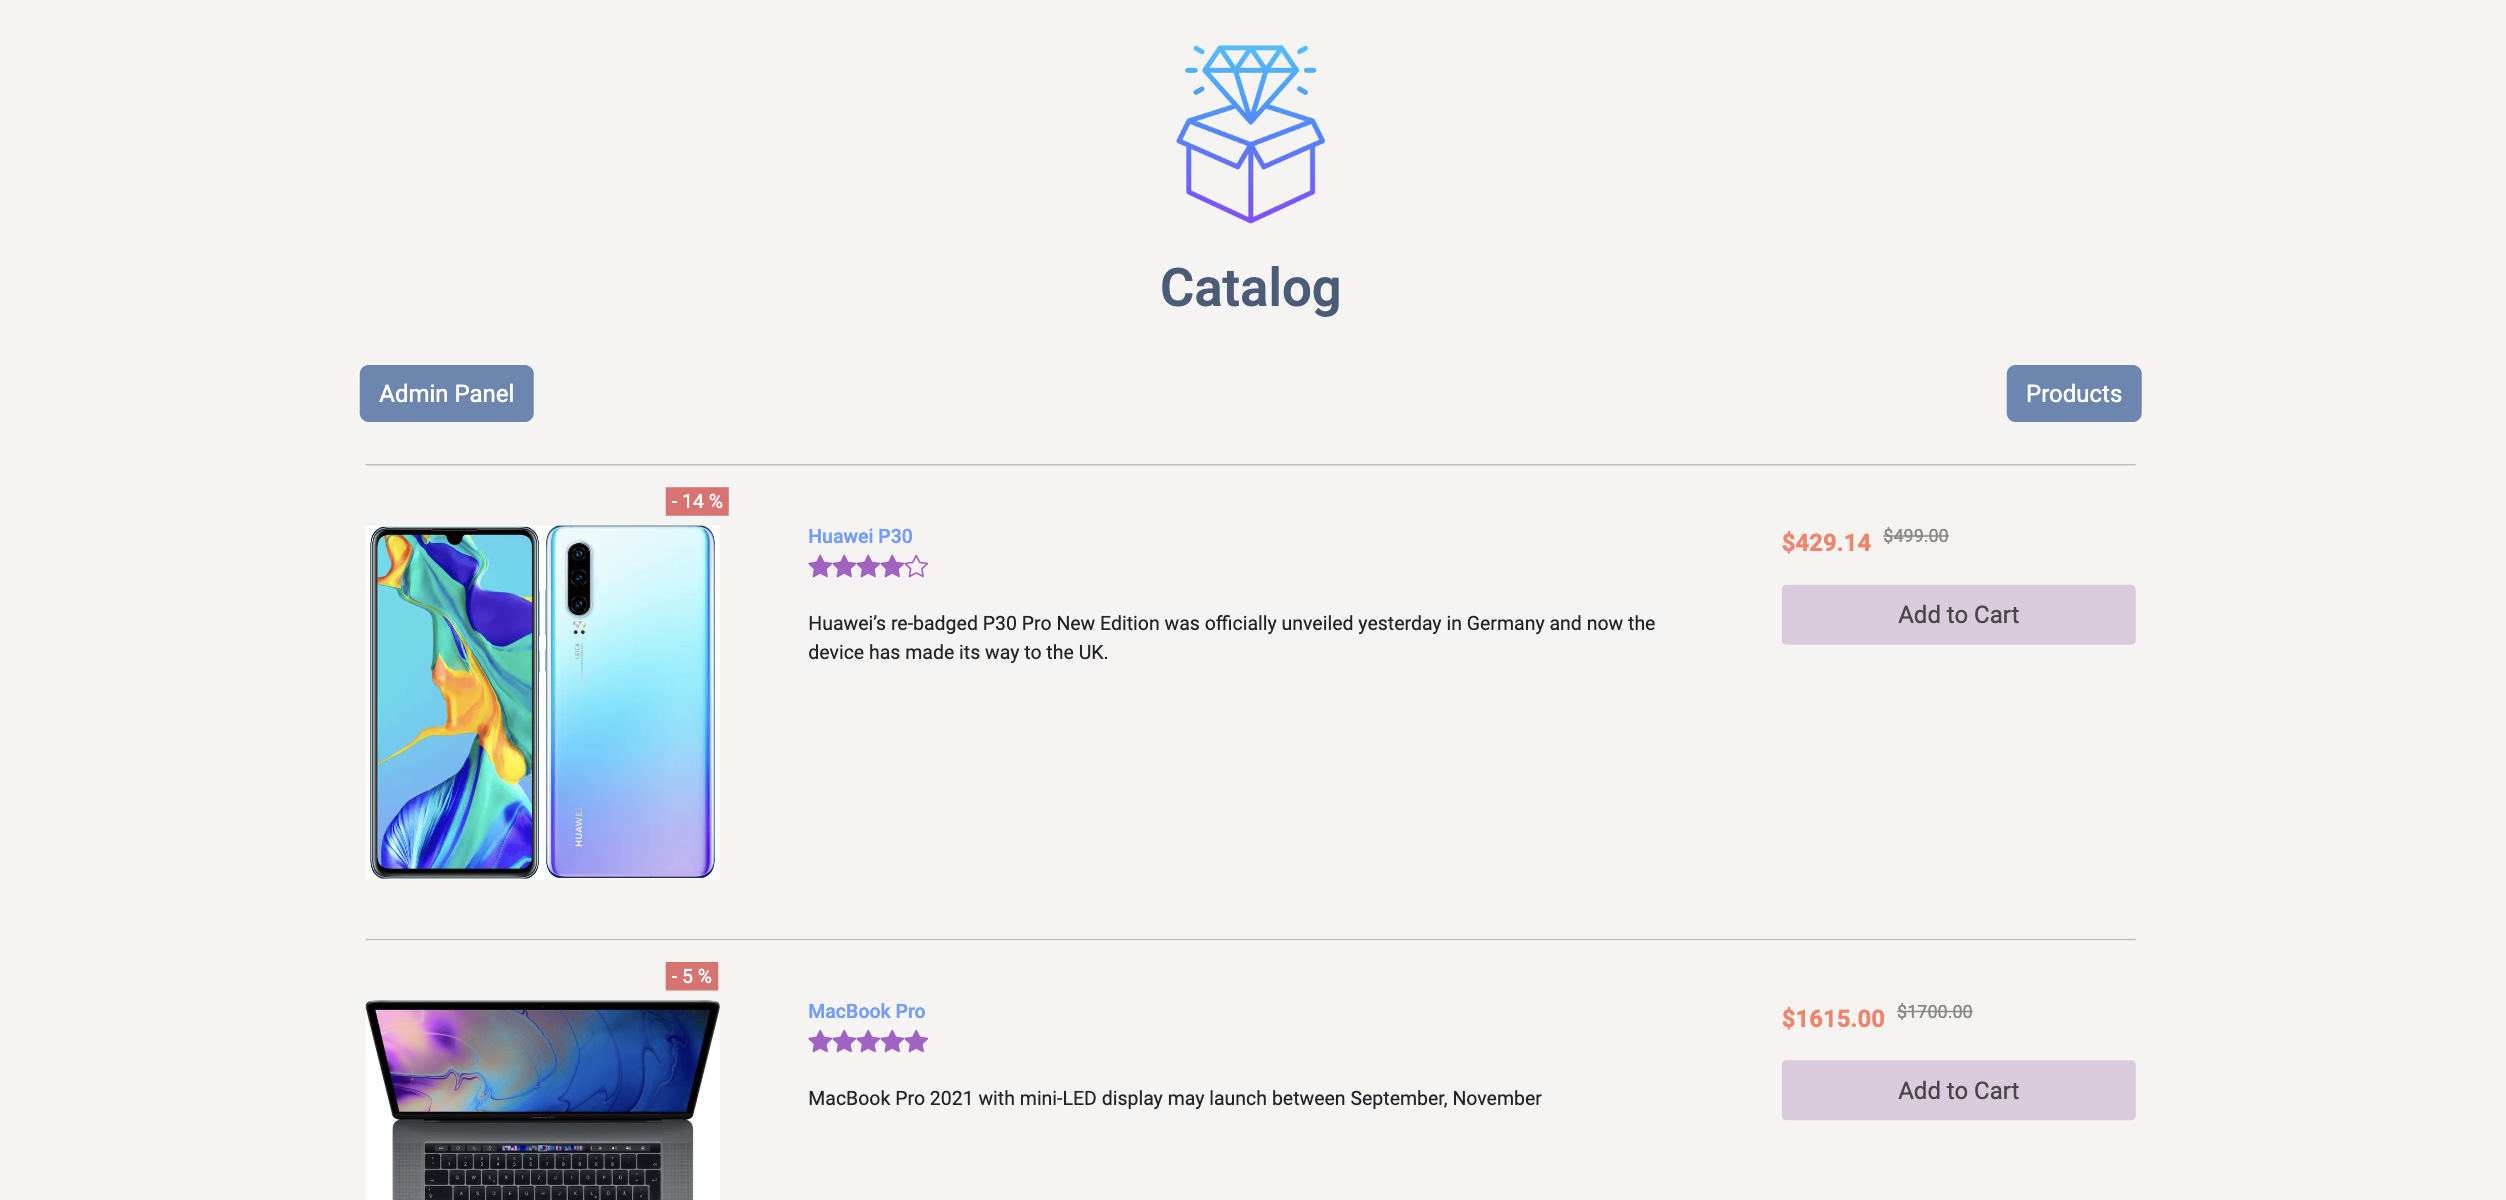 Catalog
Admin Panel
Products
- 14 %
Huawei P30
$429.14 $499.00
Add to Cart
Huawei’s re-badged P30 Pro New Edition was officially unveiled yesterday in Germany and now the
device has made its way to the UK.
LEICA
HUAWEI
- 5 %
MacBook Pro
$1615.00 $1700.00
Add to Cart
MacBook Pro 2021 with mini-LED display may launch between September, November